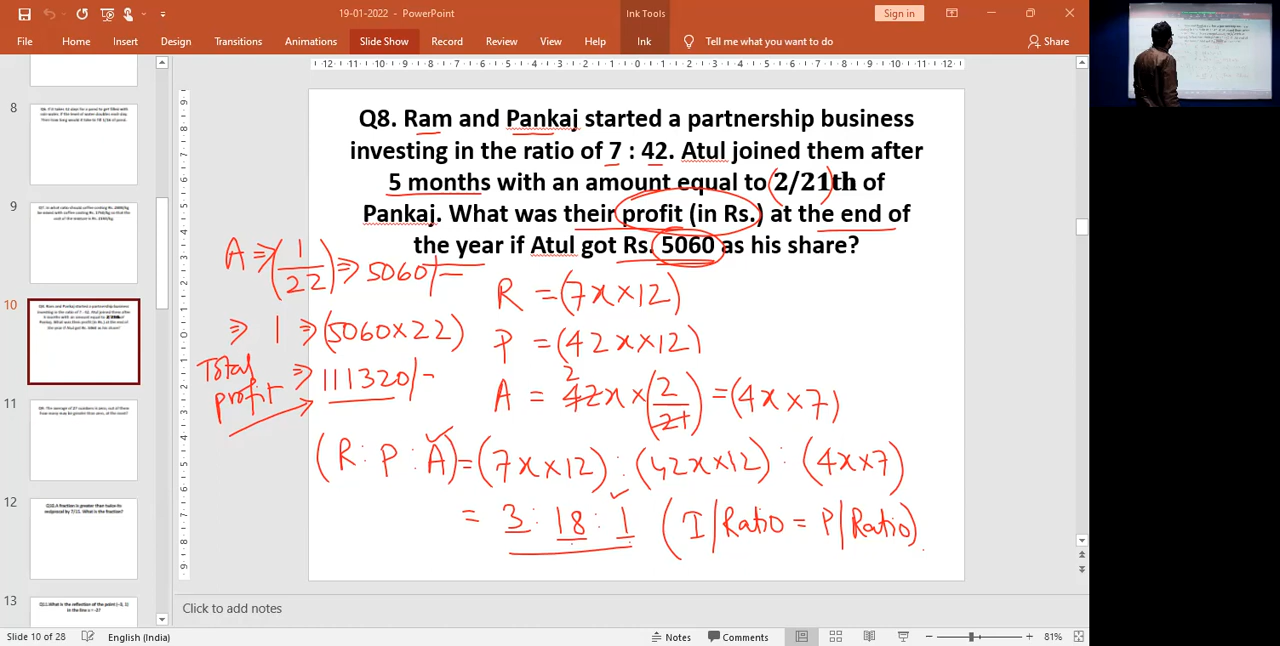 19-01-2022 - PowerPoint
Ink Tools
Sign in
File Home Insert Design Transitions Animations Slide Show Record Review View Help Ink Tell me what you want to do Share
8
9
10
11
12
13
Q8. Ram and Pankaj started a partnership business
investing in the ratio of 7 : 42. Atul joined them after
5 months with an amount equal to 2/21th of
Pankaj. What was their profit (in Rs.) at the end of
the year if Atul got Rs. 5060 as his share?
A ⇒ (1/22) ⇒ 5060/-
⇒ 1 ⇒ (5060×22)
Total profit ⇒ 111320/-
R = (7x×12)
P = (42x×12)
A = 42x × (2/21) = (4x×7)
2
(R : P : A) = (7x×12) : (42x×12) : (4x×7)
= 3 : 18 : 1 (I/Ratio = P/Ratio).
Click to add notes
Slide 10 of 28 English (India) Notes Comments 81%